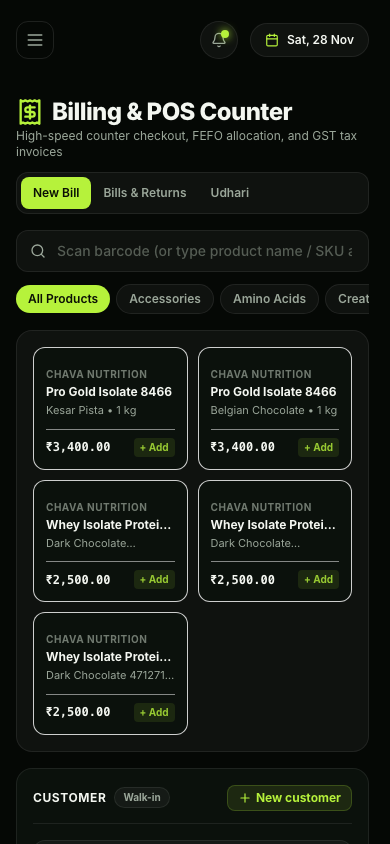 Sat, 28 Nov
Billing & POS Counter
High-speed counter checkout, FEFO allocation, and GST tax
invoices
New Bill Bills & Returns Udhari
Scan barcode (or type product name / SKU a
All Products Accessories Amino Acids Creat
CHAVA NUTRITION
Pro Gold Isolate 8466
Kesar Pista • 1 kg
₹3,400.00 + Add
CHAVA NUTRITION
Pro Gold Isolate 8466
Belgian Chocolate • 1 kg
₹3,400.00 + Add
CHAVA NUTRITION
Whey Isolate Protei...
Dark Chocolate...
₹2,500.00 + Add
CHAVA NUTRITION
Whey Isolate Protei...
Dark Chocolate...
₹2,500.00 + Add
CHAVA NUTRITION
Whey Isolate Protei...
Dark Chocolate 471271...
₹2,500.00 + Add
CUSTOMER Walk-in + New customer